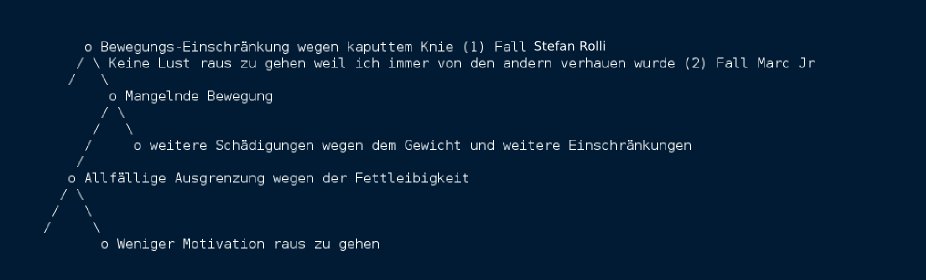 o Bewegungs-Einschränkung wegen kaputtem Knie (1) Fall Stefan Rolli
/ \ Keine Lust raus zu gehen weil ich immer von den andern verhauen wurde (2) Fall Marc Jr
/ \
o Mangelnde Bewegung
/ \
/ \
/ o weitere Schädigungen wegen dem Gewicht und weitere Einschränkungen
/
o Allfällige Ausgrenzung wegen der Fettleibigkeit
/ \
/ \
/ \
o Weniger Motivation raus zu gehen